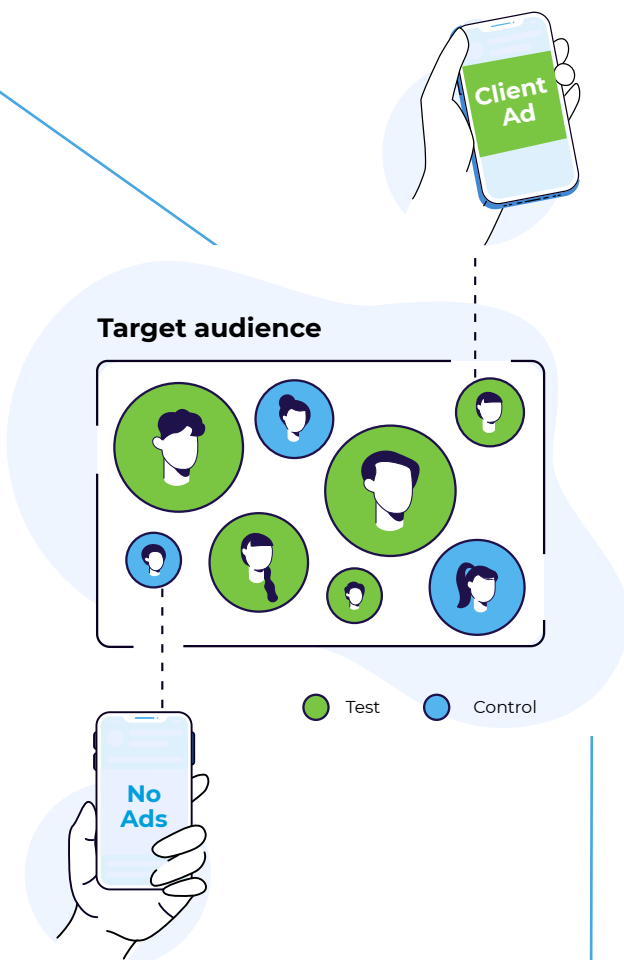 Client
Ad
Target audience
Test
Control
No
Ads